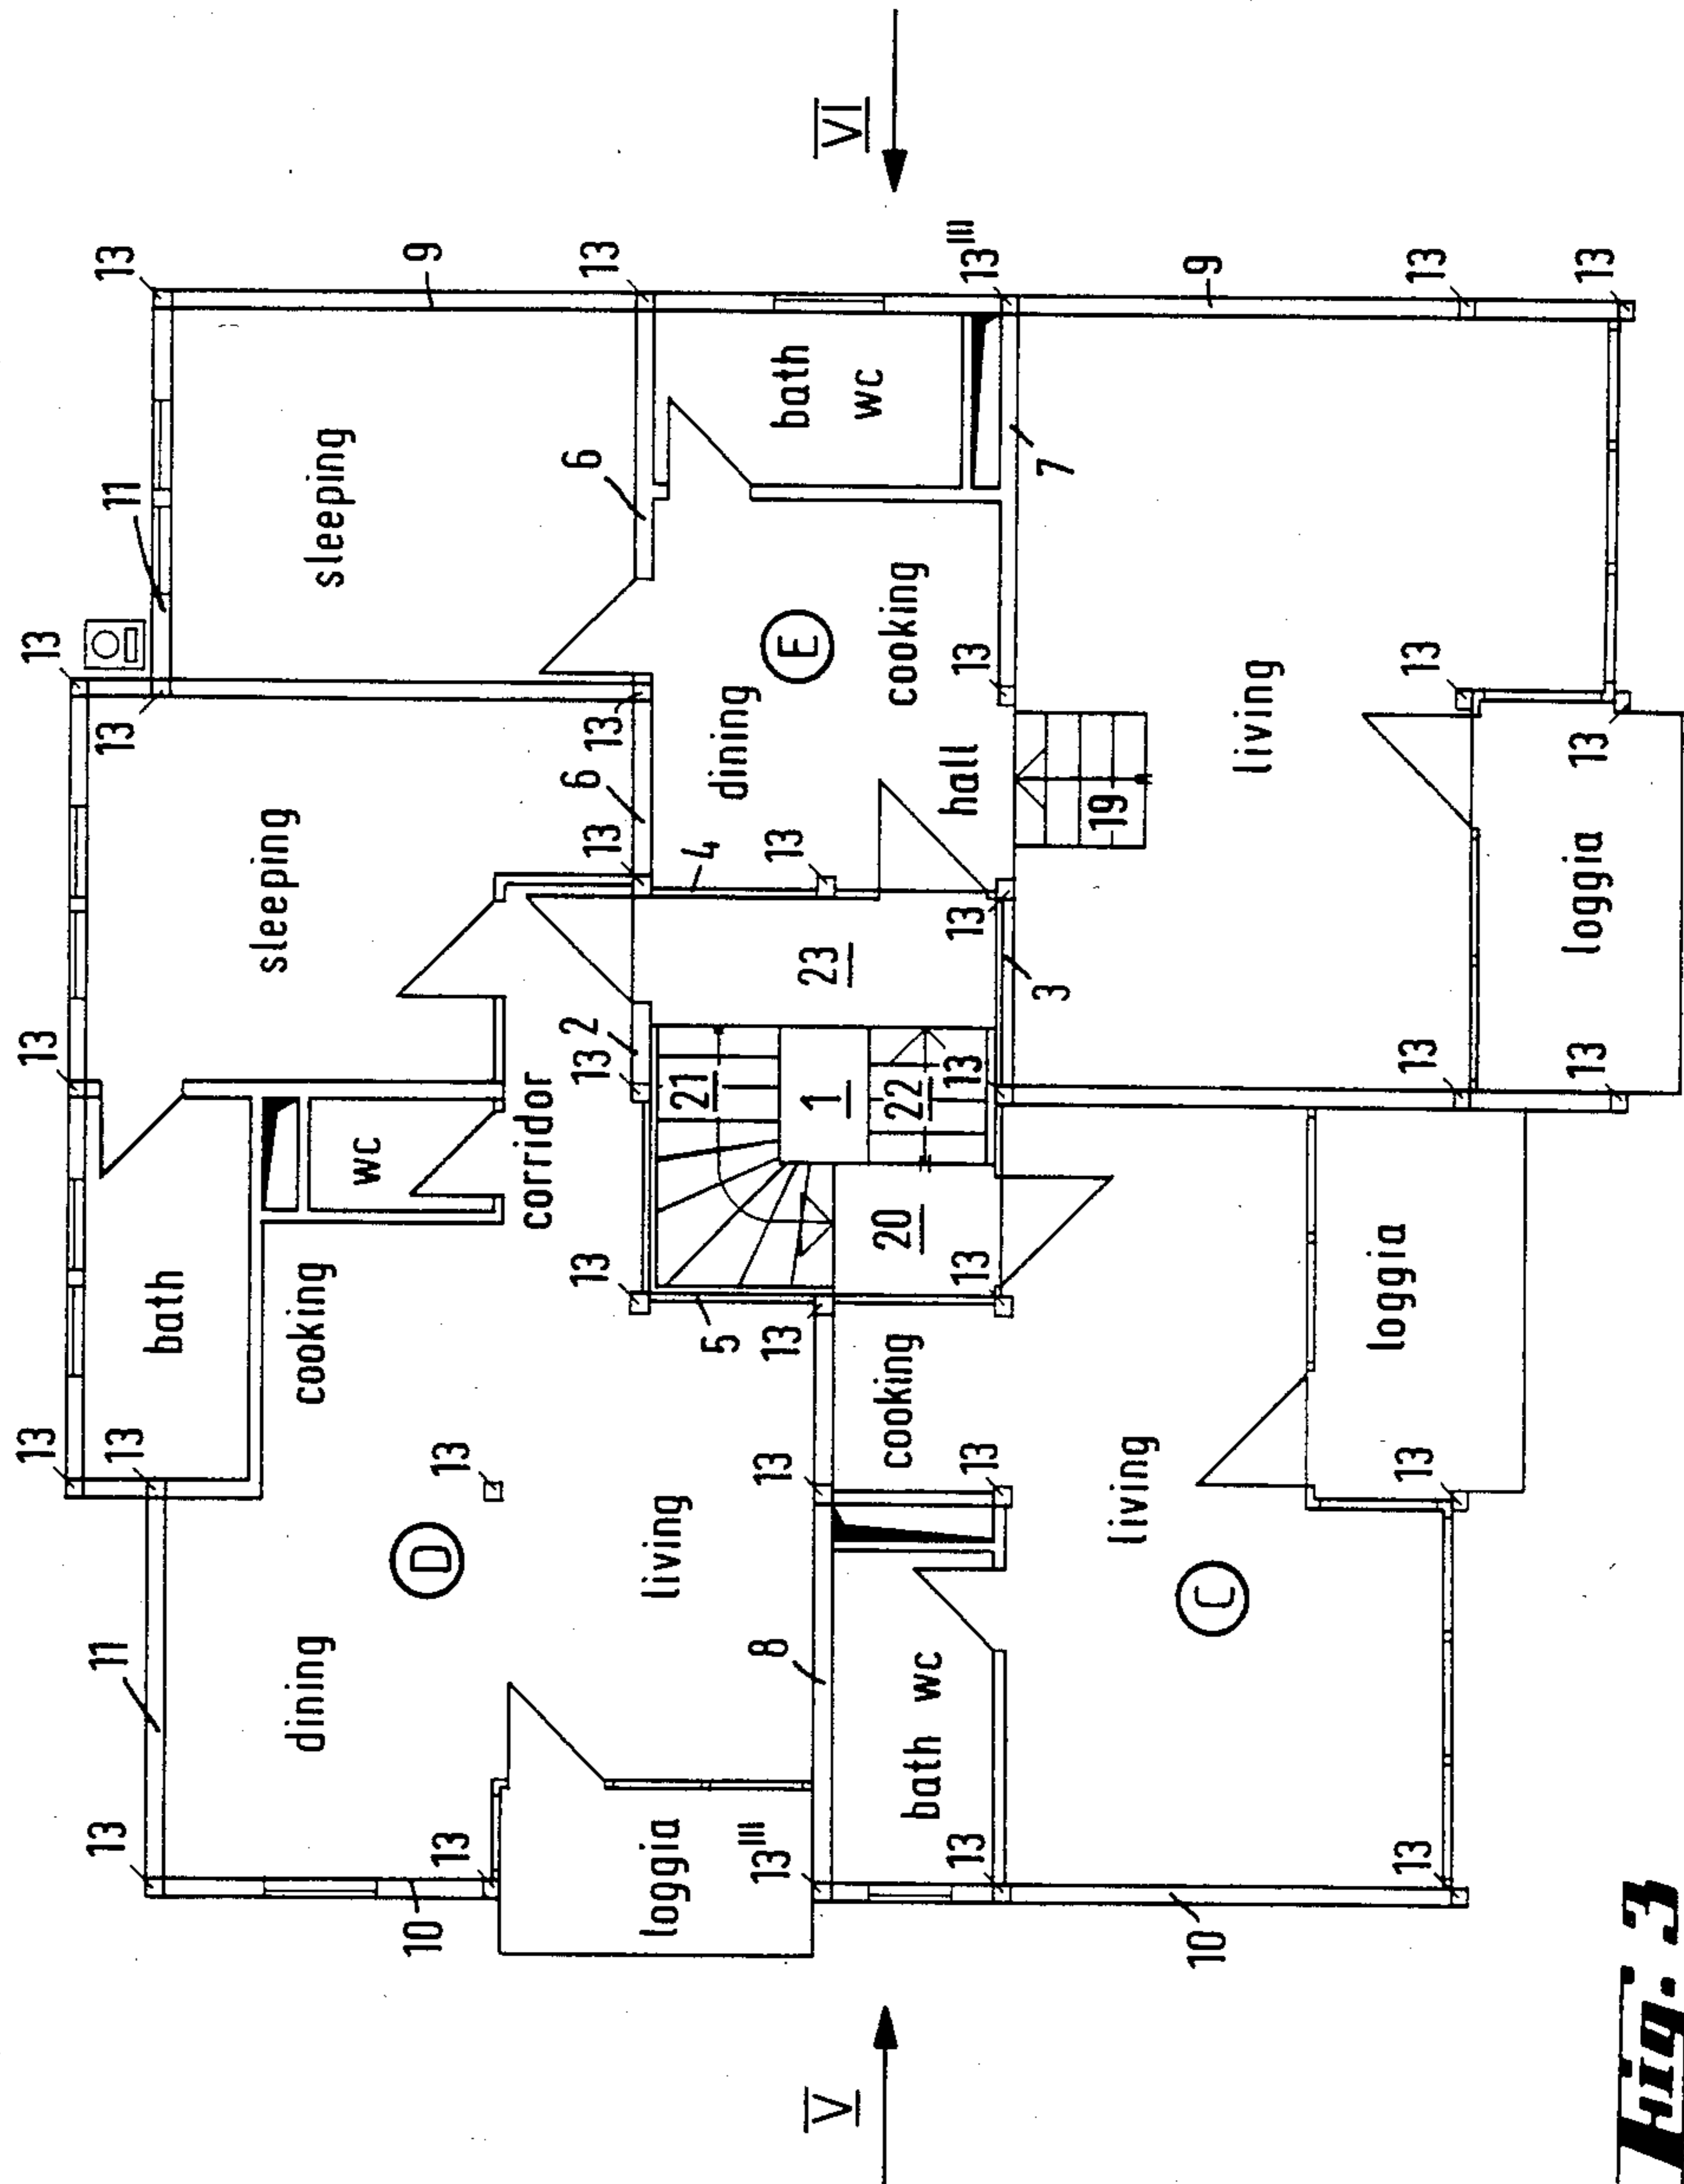 13
13
13
13
11
13
13
11
13
bath
sleeping
sleeping
dining
cooking
wc
10
13
D
13
9
corridor
13
13
2
13
6
13
6
13
loggia
living
21
4
5
dining
13III
8
13
13
13
bath
V
1
23
E
VI
wc
bath wc
cooking
20
22
cooking
13
13
13
13
13
hall
13
13III
3
7
19
living
living
10
C
9
loggia
living
13
13
13
13
13
loggia
13
13
13
Fig. 3